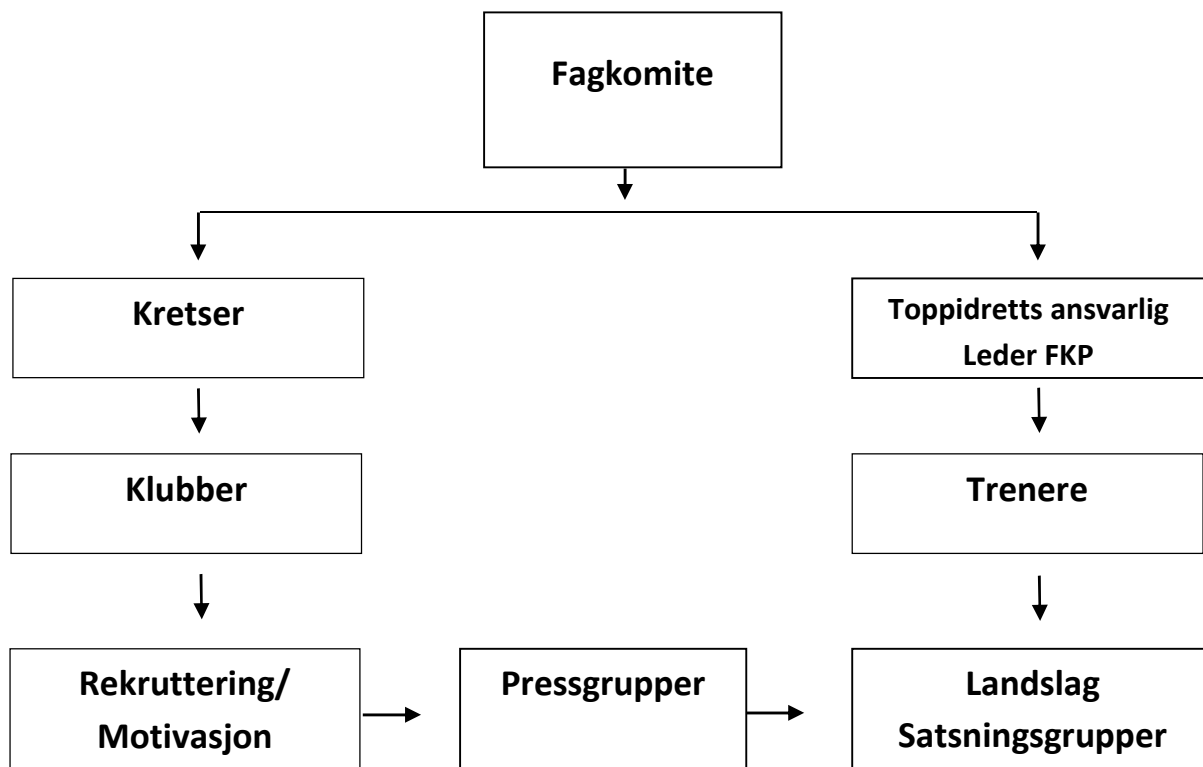 Fagkomite
Kretser
Toppidretts ansvarlig
Leder FKP
Klubber
Trenere
Rekruttering/
Motivasjon
Pressgrupper
Landslag
Satsningsgrupper